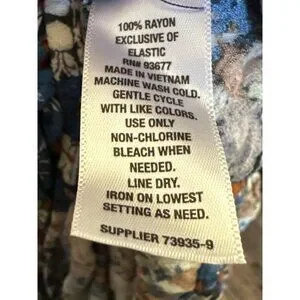 100% RAYON
EXCLUSIVE OF
ELASTIC
RN# 93677
MADE IN VIETNAM
MACHINE WASH COLD.
GENTLE CYCLE
WITH LIKE COLORS.
USE ONLY
NON-CHLORINE
BLEACH WHEN
NEEDED.
LINE DRY.
IRON ON LOWEST
SETTING AS NEED.
SUPPLIER 73935-9